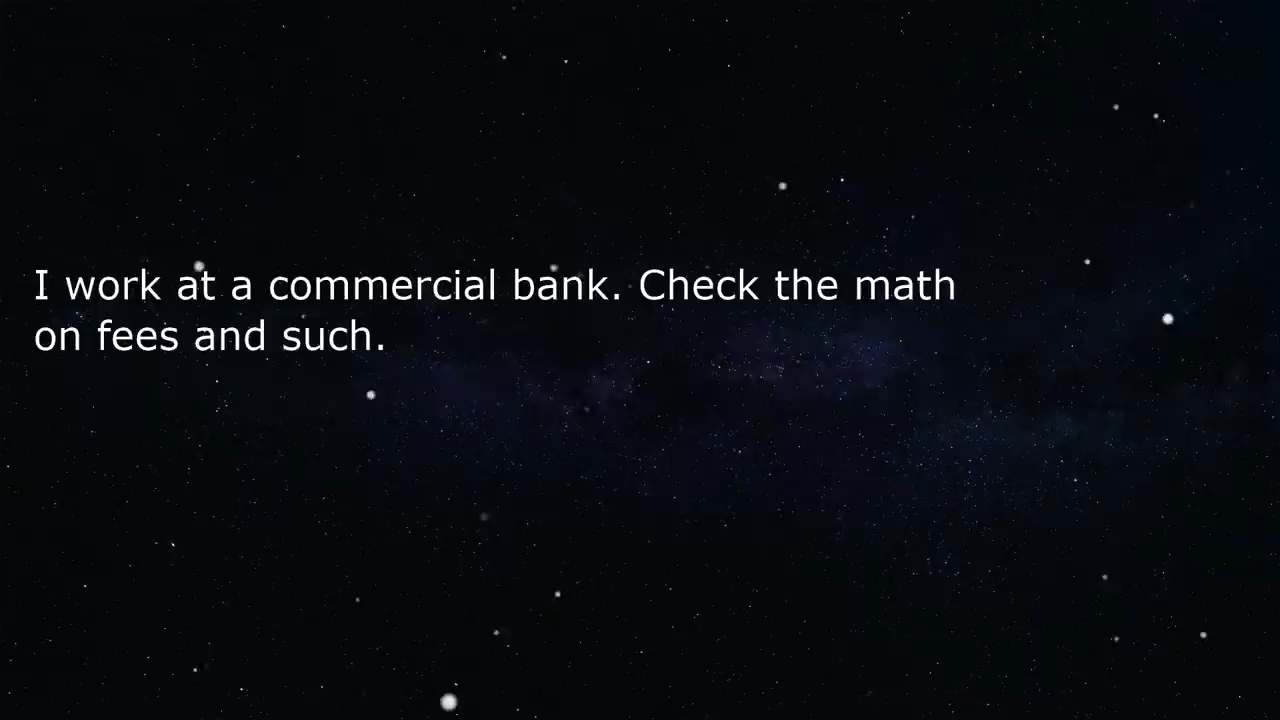 I work at a commercial bank. Check the math
on fees and such.